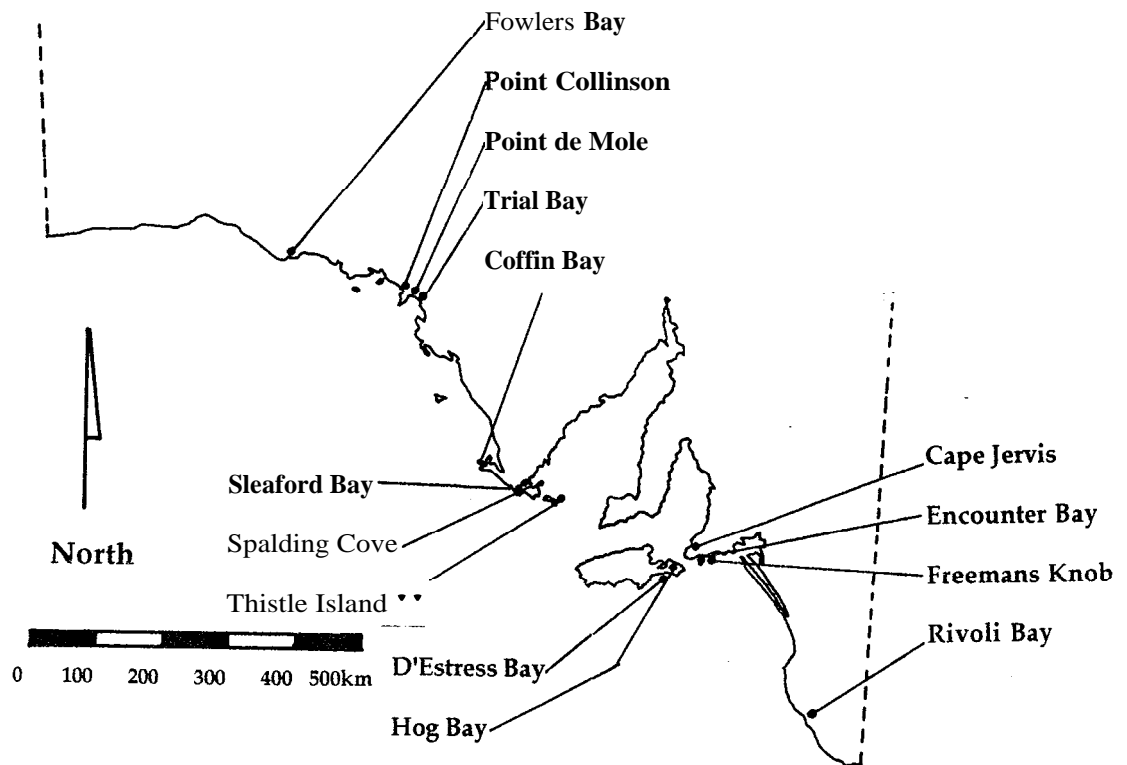 Fowlers Bay
Point Collinson
Point de Mole
Trial Bay
Coffin Bay
Sleaford Bay
Spalding Cove
Thistle Island
North
0 100 200 300 400 500km
D'Estress Bay
Hog Bay
Cape Jervis
Encounter Bay
Freemans Knob
Rivoli Bay